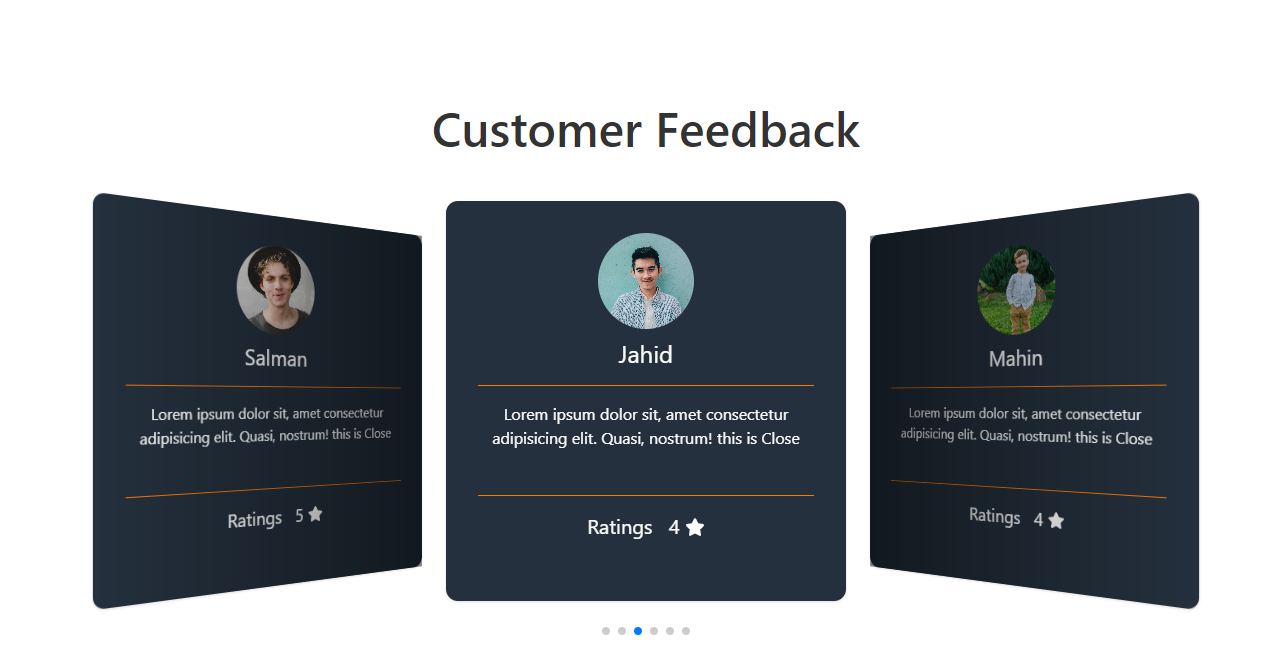 Customer Feedback
Salman
Lorem ipsum dolor sit, amet consectetur
adipisicing elit. Quasi, nostrum! this is Close
Ratings 5
Jahid
Lorem ipsum dolor sit, amet consectetur
adipisicing elit. Quasi, nostrum! this is Close
Ratings 4
Mahin
Lorem ipsum dolor sit, amet consectetur
adipisicing elit. Quasi, nostrum! this is Close
Ratings 4